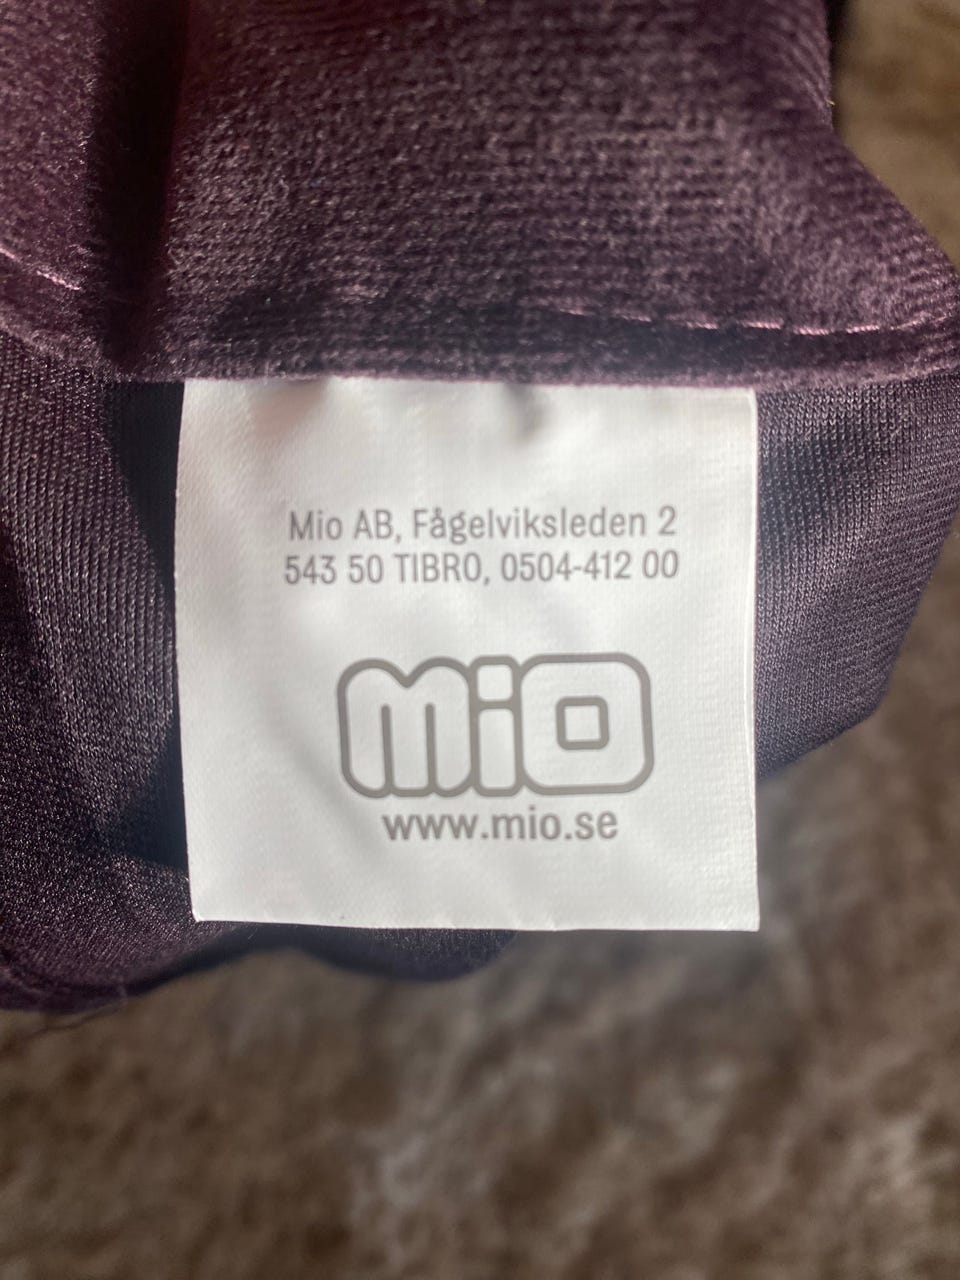 Mio AB, Fågelviksleden 2
543 50 TIBRO, 0504-412 00
mio
www.mio.se